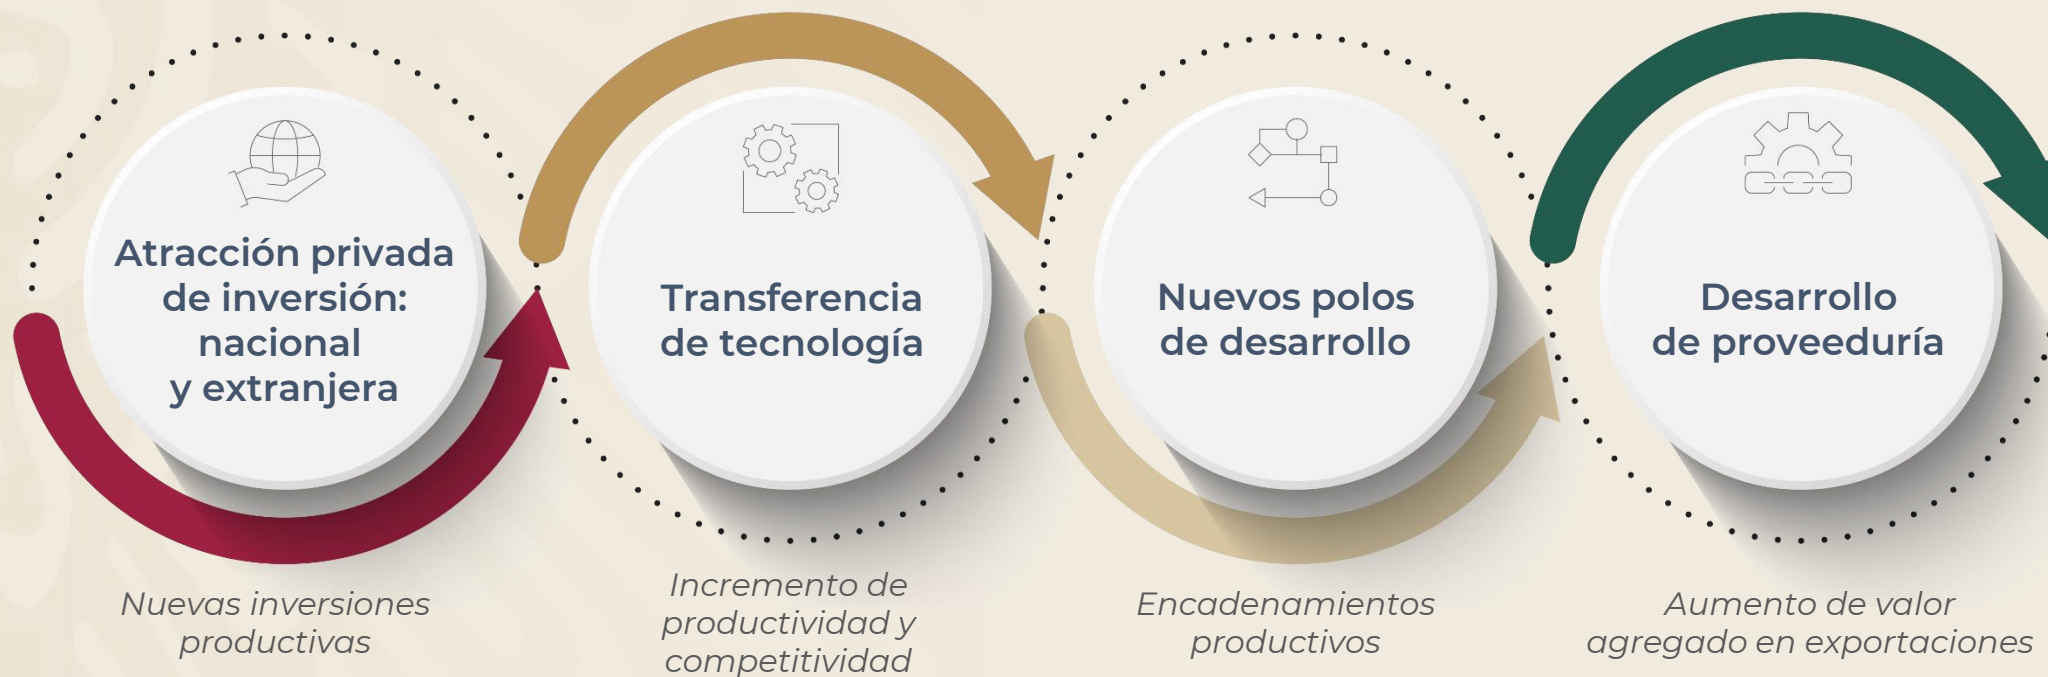 Atracción privada
de inversión:
nacional
y extranjera
Nuevas inversiones
productivas
Transferencia
de tecnología
Incremento de
productividad y
competitividad
Nuevos polos
de desarrollo
Encadenamientos
productivos
Desarrollo
de proveeduría
Aumento de valor
agregado en exportaciones